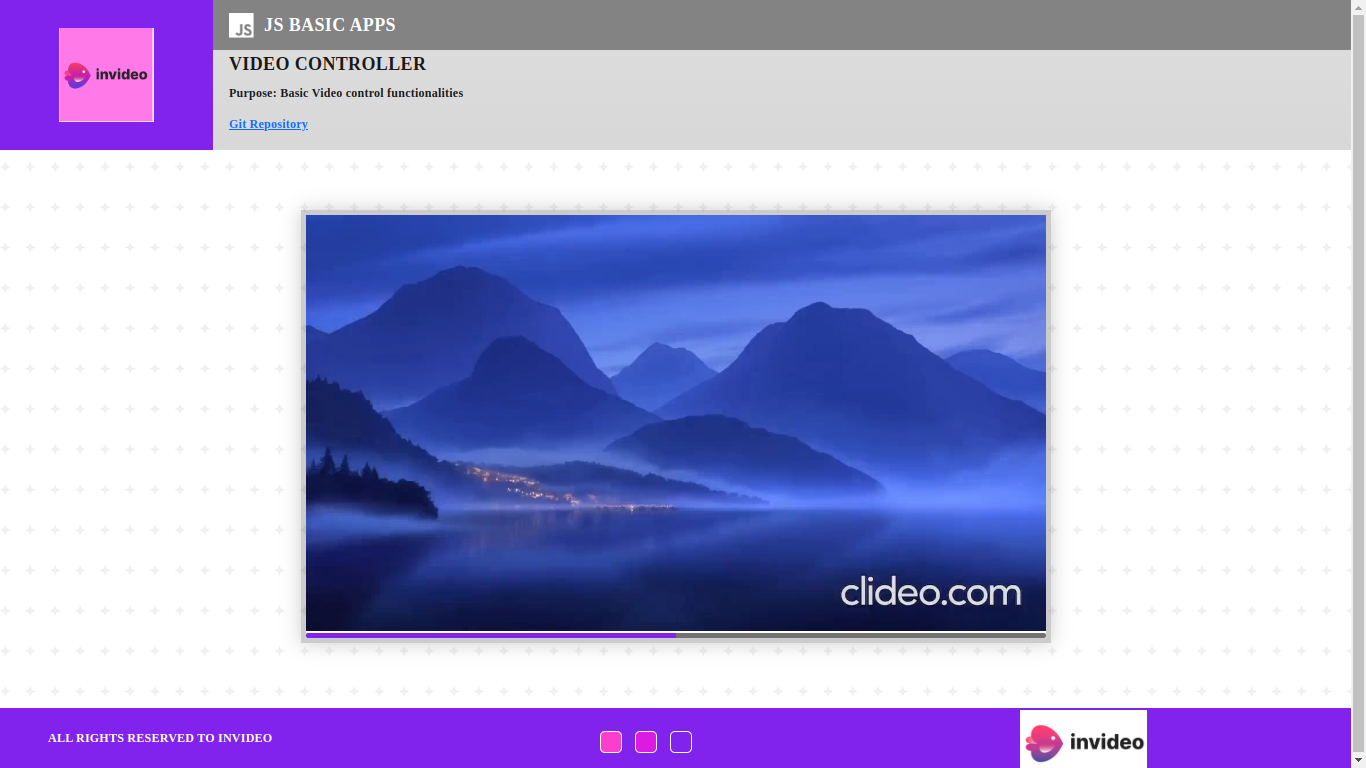 invideo
JS
JS BASIC APPS
VIDEO CONTROLLER
Purpose: Basic Video control functionalities
Git Repository
clideo.com
ALL RIGHTS RESERVED TO INVIDEO
invideo